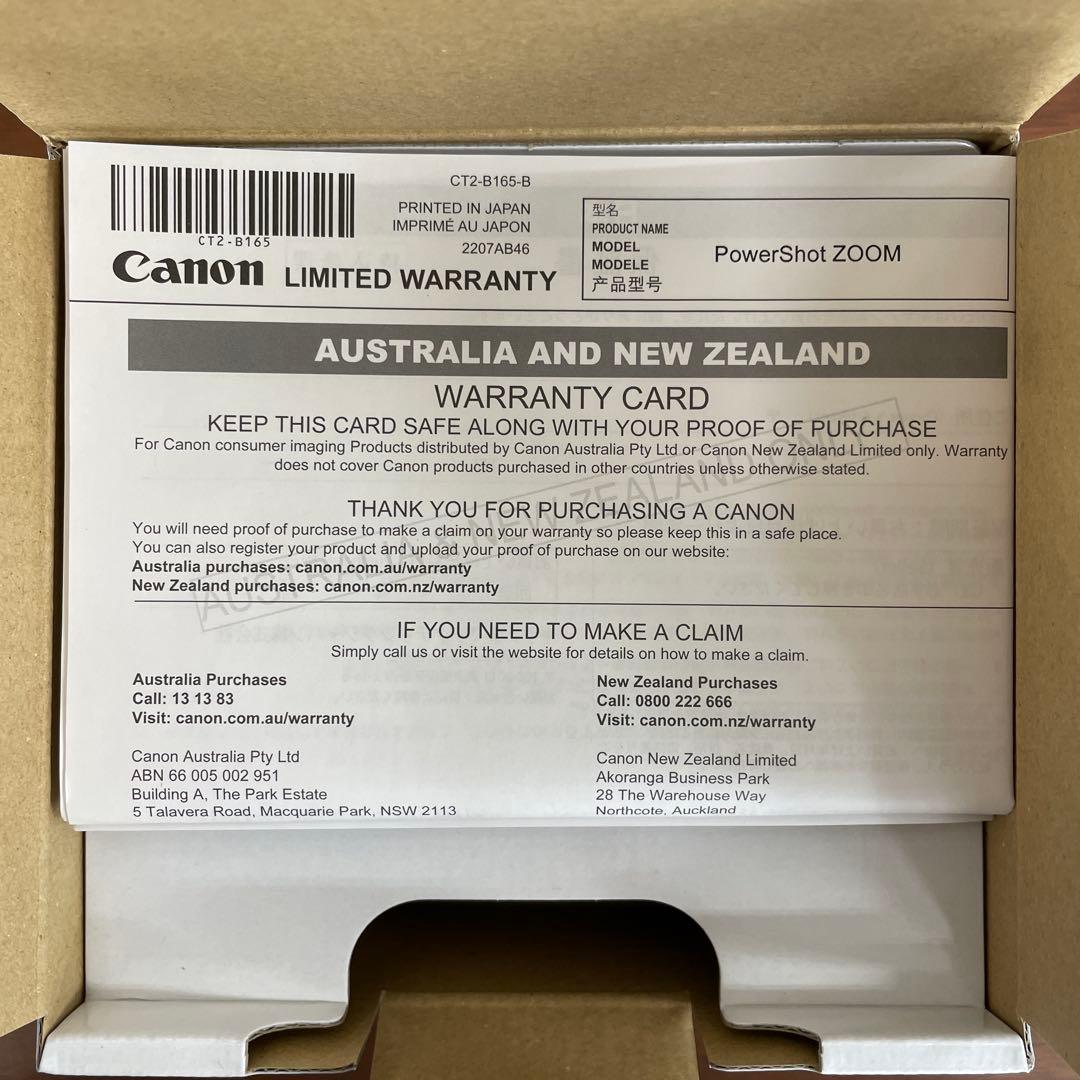 CT2-B165
CT2-B165-B
PRINTED IN JAPAN
IMPRIMÉ AU JAPON
2207AB46
Canon LIMITED WARRANTY
型名
PRODUCT NAME
MODEL
MODELE
产品型号
PowerShot ZOOM
AUSTRALIA AND NEW ZEALAND
WARRANTY CARD
KEEP THIS CARD SAFE ALONG WITH YOUR PROOF OF PURCHASE
For Canon consumer imaging Products distributed by Canon Australia Pty Ltd or Canon New Zealand Limited only. Warranty
does not cover Canon products purchased in other countries unless otherwise stated.
AUSTRALIA & NEW ZEALAND ONLY
THANK YOU FOR PURCHASING A CANON
You will need proof of purchase to make a claim on your warranty so please keep this in a safe place.
You can also register your product and upload your proof of purchase on our website:
Australia purchases: canon.com.au/warranty
New Zealand purchases: canon.com.nz/warranty
IF YOU NEED TO MAKE A CLAIM
Simply call us or visit the website for details on how to make a claim.
Australia Purchases
Call: 13 13 83
Visit: canon.com.au/warranty
Canon Australia Pty Ltd
ABN 66 005 002 951
Building A, The Park Estate
5 Talavera Road, Macquarie Park, NSW 2113
New Zealand Purchases
Call: 0800 222 666
Visit: canon.com.nz/warranty
Canon New Zealand Limited
Akoranga Business Park
28 The Warehouse Way
Northcote, Auckland